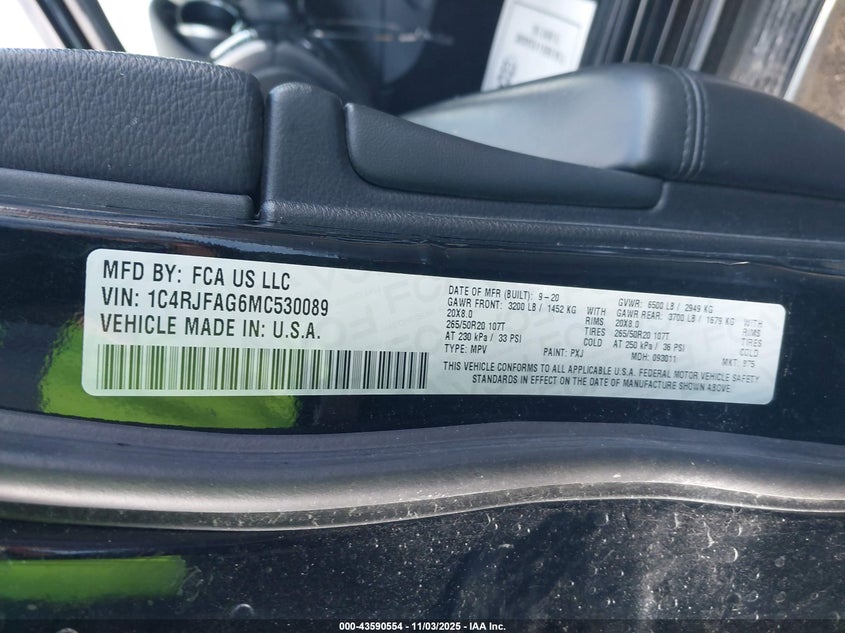 MFD BY: FCA US LLC
VIN: 1C4RJFAG6MC530089
VEHICLE MADE IN: U.S.A.
DATE OF MFR (BUILT): 9-20 GVWR: 6500 LB / 2949 KG
GAWR FRONT: 3200 LB / 1452 KG WITH GAWR REAR: 3700 LB / 1679 KG WITH
20X8.0 RIMS 20X8.0 RIMS
265/50R20 107T TIRES 265/50R20 107T TIRES
AT 230 kPa / 33 PSI COLD AT 250 kPa / 36 PSI COLD
TYPE: MPV PAINT: PXJ MDH: 093011 MKT:
THIS VEHICLE CONFORMS TO ALL APPLICABLE U.S.A. FEDERAL MOTOR VEHICLE SAFETY
STANDARDS IN EFFECT ON THE DATE OF MANUFACTURE SHOWN ABOVE.
000-43590554 - 11/03/2025 - IAA Inc.